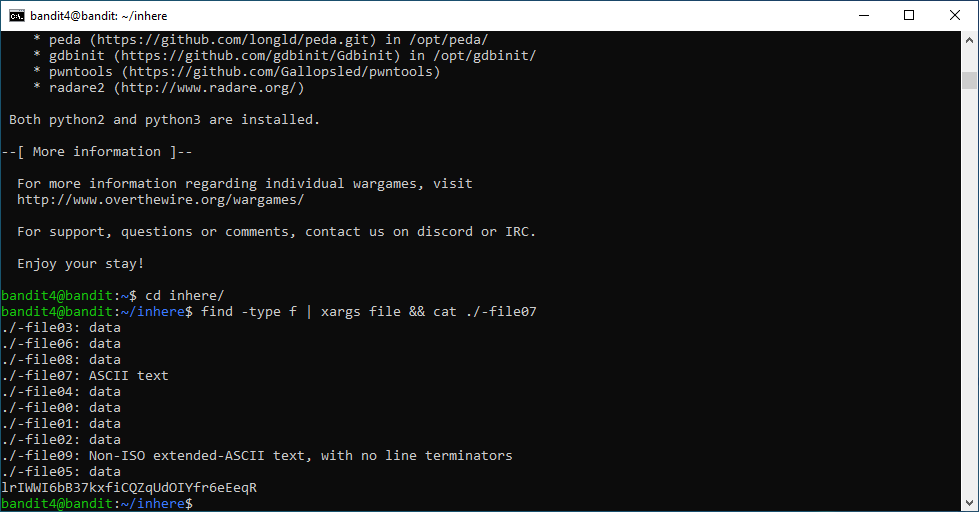 bandit4@bandit: ~/inhere
* peda (https://github.com/longld/peda.git) in /opt/peda/
* gdbinit (https://github.com/gdbinit/Gdbinit) in /opt/gdbinit/
* pwntools (https://github.com/Gallopsled/pwntools)
* radare2 (http://www.radare.org/)
Both python2 and python3 are installed.
--[ More information ]--
For more information regarding individual wargames, visit
http://www.overthewire.org/wargames/
For support, questions or comments, contact us on discord or IRC.
Enjoy your stay!
bandit4@bandit:~$ cd inhere/
bandit4@bandit:~/inhere$ find -type f | xargs file && cat ./-file07
./-file03: data
./-file06: data
./-file08: data
./-file07: ASCII text
./-file04: data
./-file00: data
./-file01: data
./-file02: data
./-file09: Non-ISO extended-ASCII text, with no line terminators
./-file05: data
lrIWWI6bB37kxfiCQZqUdOIYfr6eEeqR
bandit4@bandit:~/inhere$